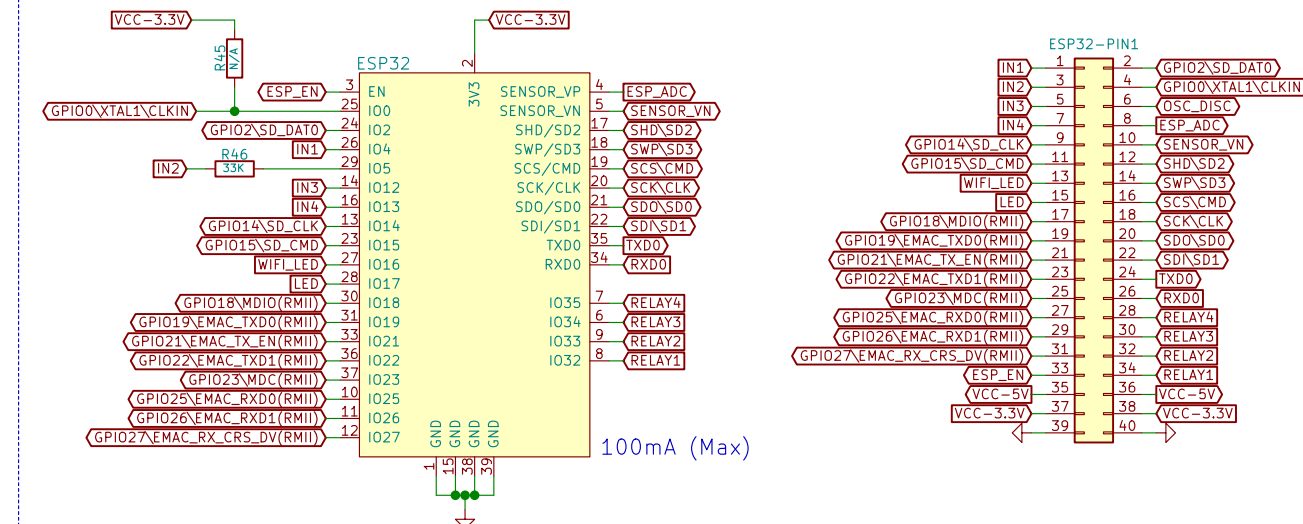 VCC-3.3V
VCC-3.3V
R45
N/A
ESP32
2
3V3
ESP_EN 3 EN
GPIO0\XTAL1\CLKIN 25 IO0
GPIO2\SD_DAT0 24 IO2
IN1 26 IO4
IN2 R46 33K 29 IO5
IN3 14 IO12
IN4 16 IO13
GPIO14\SD_CLK 13 IO14
GPIO15\SD_CMD 23 IO15
WIFI_LED 27 IO16
LED 28 IO17
GPIO18\MDIO(RMII) 30 IO18
GPIO19\EMAC_TXD0(RMII) 31 IO19
GPIO21\EMAC_TX_EN(RMII) 33 IO21
GPIO22\EMAC_TXD1(RMII) 36 IO22
GPIO23\MDC(RMII) 37 IO23
GPIO25\EMAC_RXD0(RMII) 10 IO25
GPIO26\EMAC_RXD1(RMII) 11 IO26
GPIO27\EMAC_RX_CRS_DV(RMII) 12 IO27
SENSOR_VP 4 ESP_ADC
SENSOR_VN 5 SENSOR_VN
SHD/SD2 17 SHD\SD2
SWP/SD3 18 SWP\SD3
SCS/CMD 19 SCS\CMD
SCK/CLK 20 SCK\CLK
SDO/SD0 21 SDO\SD0
SDI/SD1 22 SDI\SD1
TXD0 35 TXD0
RXD0 34 RXD0
IO35 7 RELAY4
IO34 6 RELAY3
IO33 9 RELAY2
IO32 8 RELAY1
GND GND GND GND
1 15 38 39
100mA (Max)
ESP32-PIN1
IN1 1 2 GPIO2\SD_DAT0
IN2 3 4 GPIO0\XTAL1\CLKIN
IN3 5 6 OSC_DISC
IN4 7 8 ESP_ADC
GPIO14\SD_CLK 9 10 SENSOR_VN
GPIO15\SD_CMD 11 12 SHD\SD2
WIFI_LED 13 14 SWP\SD3
LED 15 16 SCS\CMD
GPIO18\MDIO(RMII) 17 18 SCK\CLK
GPIO19\EMAC_TXD0(RMII) 19 20 SDO\SD0
GPIO21\EMAC_TX_EN(RMII) 21 22 SDI\SD1
GPIO22\EMAC_TXD1(RMII) 23 24 TXD0
GPIO23\MDC(RMII) 25 26 RXD0
GPIO25\EMAC_RXD0(RMII) 27 28 RELAY4
GPIO26\EMAC_RXD1(RMII) 29 30 RELAY3
GPIO27\EMAC_RX_CRS_DV(RMII) 31 32 RELAY2
ESP_EN 33 34 RELAY1
VCC-5V 35 36 VCC-5V
VCC-3.3V 37 38 VCC-3.3V
39 40